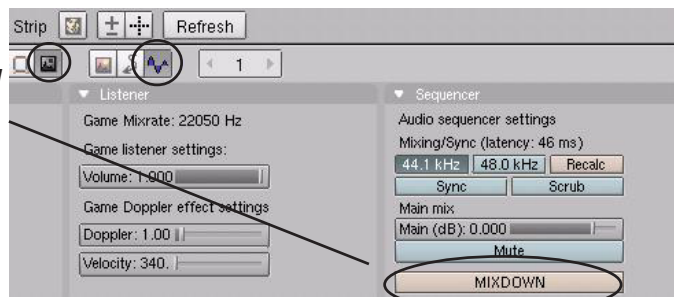 Strip Refresh
1
Listener
Game Mixrate: 22050 Hz
Game listener settings:
Volume: 1.000
Game Doppler effect settings
Doppler: 1.00
Velocity: 340.
Sequencer
Audio sequencer settings
Mixing/Sync (latency: 46 ms)
44.1 kHz 48.0 kHz Recalc
Sync Scrub
Main mix
Main (dB): 0.000
Mute
MIXDOWN